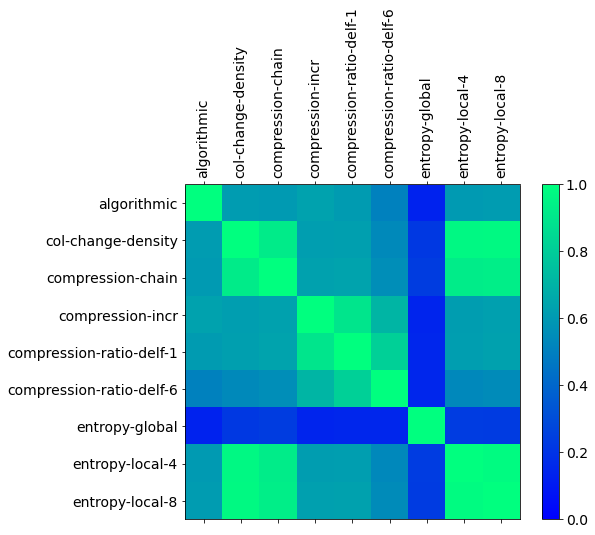 algorithmic
col-change-density
compression-chain
compression-incr
compression-ratio-delf-1
compression-ratio-delf-6
entropy-global
entropy-local-4
entropy-local-8
algorithmic
col-change-density
compression-chain
compression-incr
compression-ratio-delf-1
compression-ratio-delf-6
entropy-global
entropy-local-4
entropy-local-8
1.0
0.8
0.6
0.4
0.2
0.0